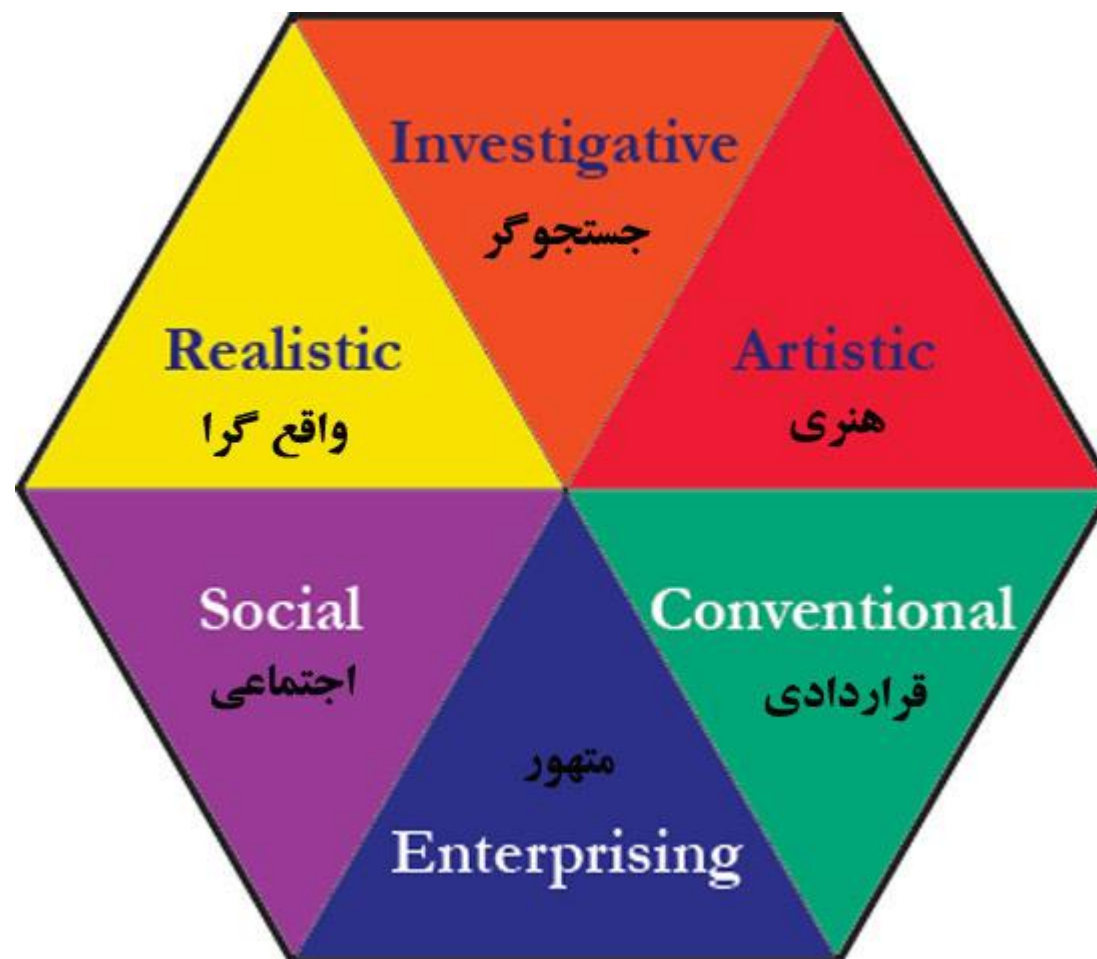 Investigative
جستجوگر
Realistic
واقع گرا
Artistic
هنری
Social
اجتماعی
Conventional
قراردادی
متهور
Enterprising